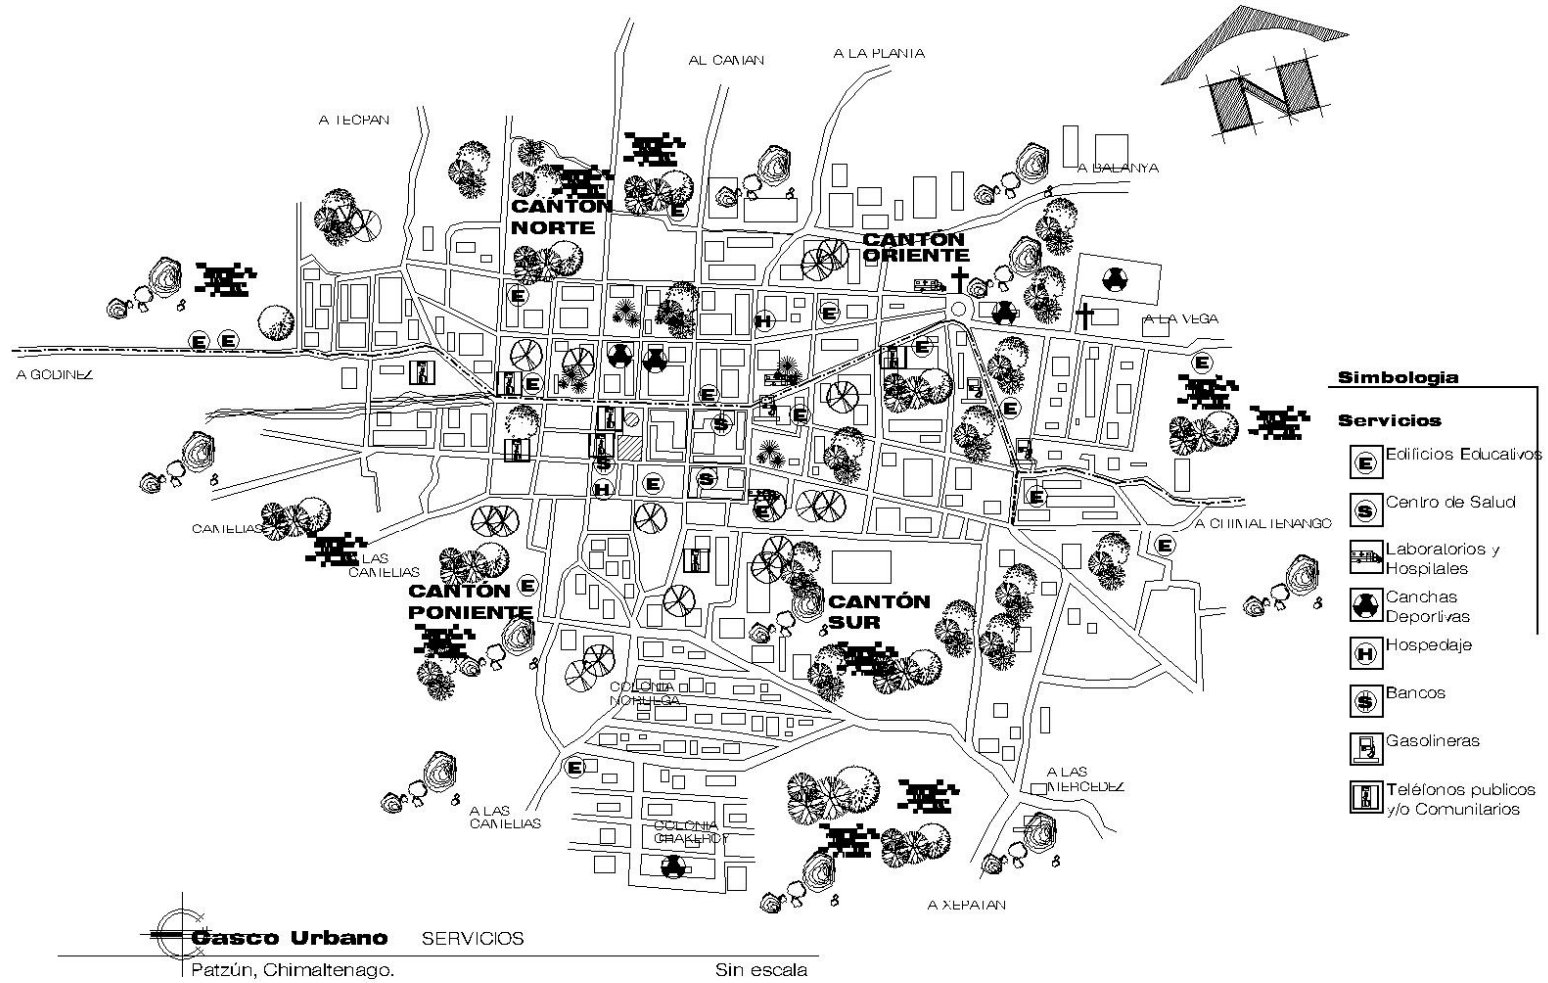 N
AL CAMAN
A LA PLANTA
A TECPAN
A BALANYA
CANTÓN
NORTE
CANTÓN
ORIENTE
A LA VEGA
A GODINEZ
CAMELIAS
A LAS
CAMELIAS
A CHIMALTENANGO
CANTÓN
PONIENTE
CANTÓN
SUR
COLONIA
NORUEGA
A LAS
MERCEDEZ
A LAS
CAMELIAS
COLONIA
CHAKEROY
A XEPATAN
Simbologia
Servicios
E Edificios Educativos
S Centro de Salud
Laboratorios y
Hospitales
Canchas
Deportivas
H Hospedaje
$ Bancos
Gasolineras
Teléfonos publicos
y/o Comunitarios
Casco Urbano SERVICIOS
Patzún, Chimaltenago. Sin escala